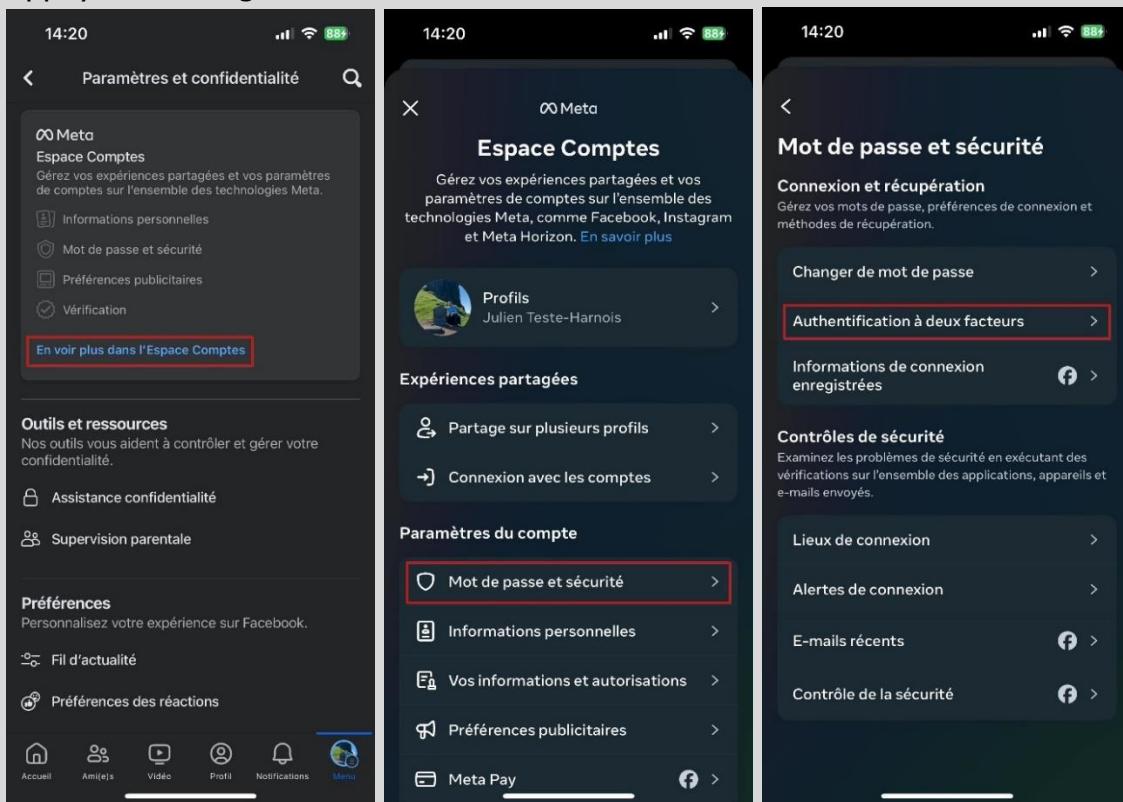 14:20
88
Paramètres et confidentialité
Meta
Espace Comptes
Gérez vos expériences partagées et vos paramètres
de comptes sur l'ensemble des technologies Meta.
Informations personnelles
Mot de passe et sécurité
Préférences publicitaires
Vérification
En voir plus dans l'Espace Comptes
Outils et ressources
Nos outils vous aident à contrôler et gérer votre
confidentialité.
Assistance confidentialité
Supervision parentale
Préférences
Personnalisez votre expérience sur Facebook.
Fil d'actualité
Préférences des réactions
Accueil
Ami(e)s
Vidéo
Profil
Notifications
Menu
14:20
88
Meta
Espace Comptes
Gérez vos expériences partagées et vos
paramètres de comptes sur l'ensemble des
technologies Meta, comme Facebook, Instagram
et Meta Horizon. En savoir plus
Profils
Julien Teste-Harnois
Expériences partagées
Partage sur plusieurs profils
Connexion avec les comptes
Paramètres du compte
Mot de passe et sécurité
Informations personnelles
Vos informations et autorisations
Préférences publicitaires
Meta Pay
14:20
88
Mot de passe et sécurité
Connexion et récupération
Gérez vos mots de passe, préférences de connexion et
méthodes de récupération.
Changer de mot de passe
Authentification à deux facteurs
Informations de connexion
enregistrées
Contrôles de sécurité
Examinez les problèmes de sécurité en exécutant des
vérifications sur l'ensemble des applications, appareils et
e-mails envoyés.
Lieux de connexion
Alertes de connexion
E-mails récents
Contrôle de la sécurité